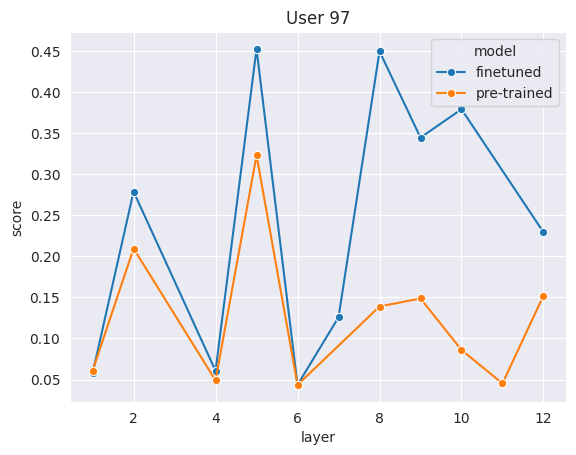 User 97
model
finetuned
pre-trained
0.45
0.40
0.35
0.30
0.25
0.20
0.15
0.10
0.05
score
2 4 6 8 10 12
layer